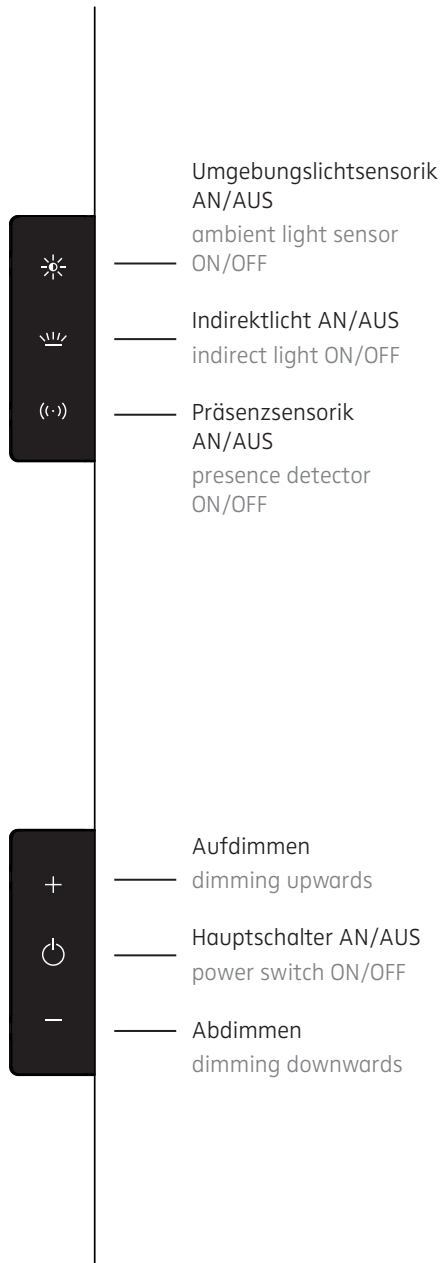 Umgebungslichtsensorik
AN/AUS
ambient light sensor
ON/OFF
Indirektlicht AN/AUS
indirect light ON/OFF
Präsenzsensorik
AN/AUS
presence detector
ON/OFF
Aufdimmen
dimming upwards
Hauptschalter AN/AUS
power switch ON/OFF
Abdimmen
dimming downwards